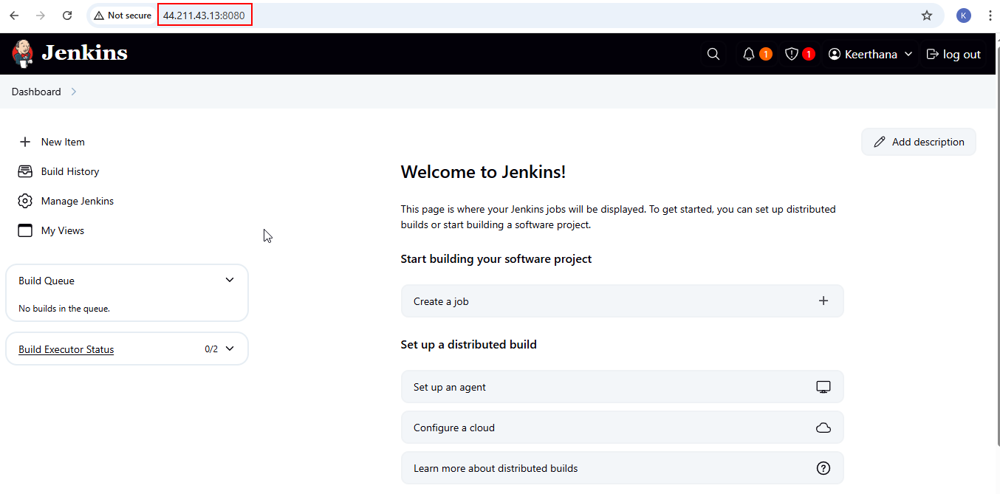 Not secure 44.211.43.13:8080 K
Jenkins 1 1 Keerthana log out
Dashboard
New Item
Build History
Manage Jenkins
My Views
Build Queue
No builds in the queue.
Build Executor Status 0/2
Add description
Welcome to Jenkins!
This page is where your Jenkins jobs will be displayed. To get started, you can set up distributed
builds or start building a software project.
Start building your software project
Create a job
Set up a distributed build
Set up an agent
Configure a cloud
Learn more about distributed builds